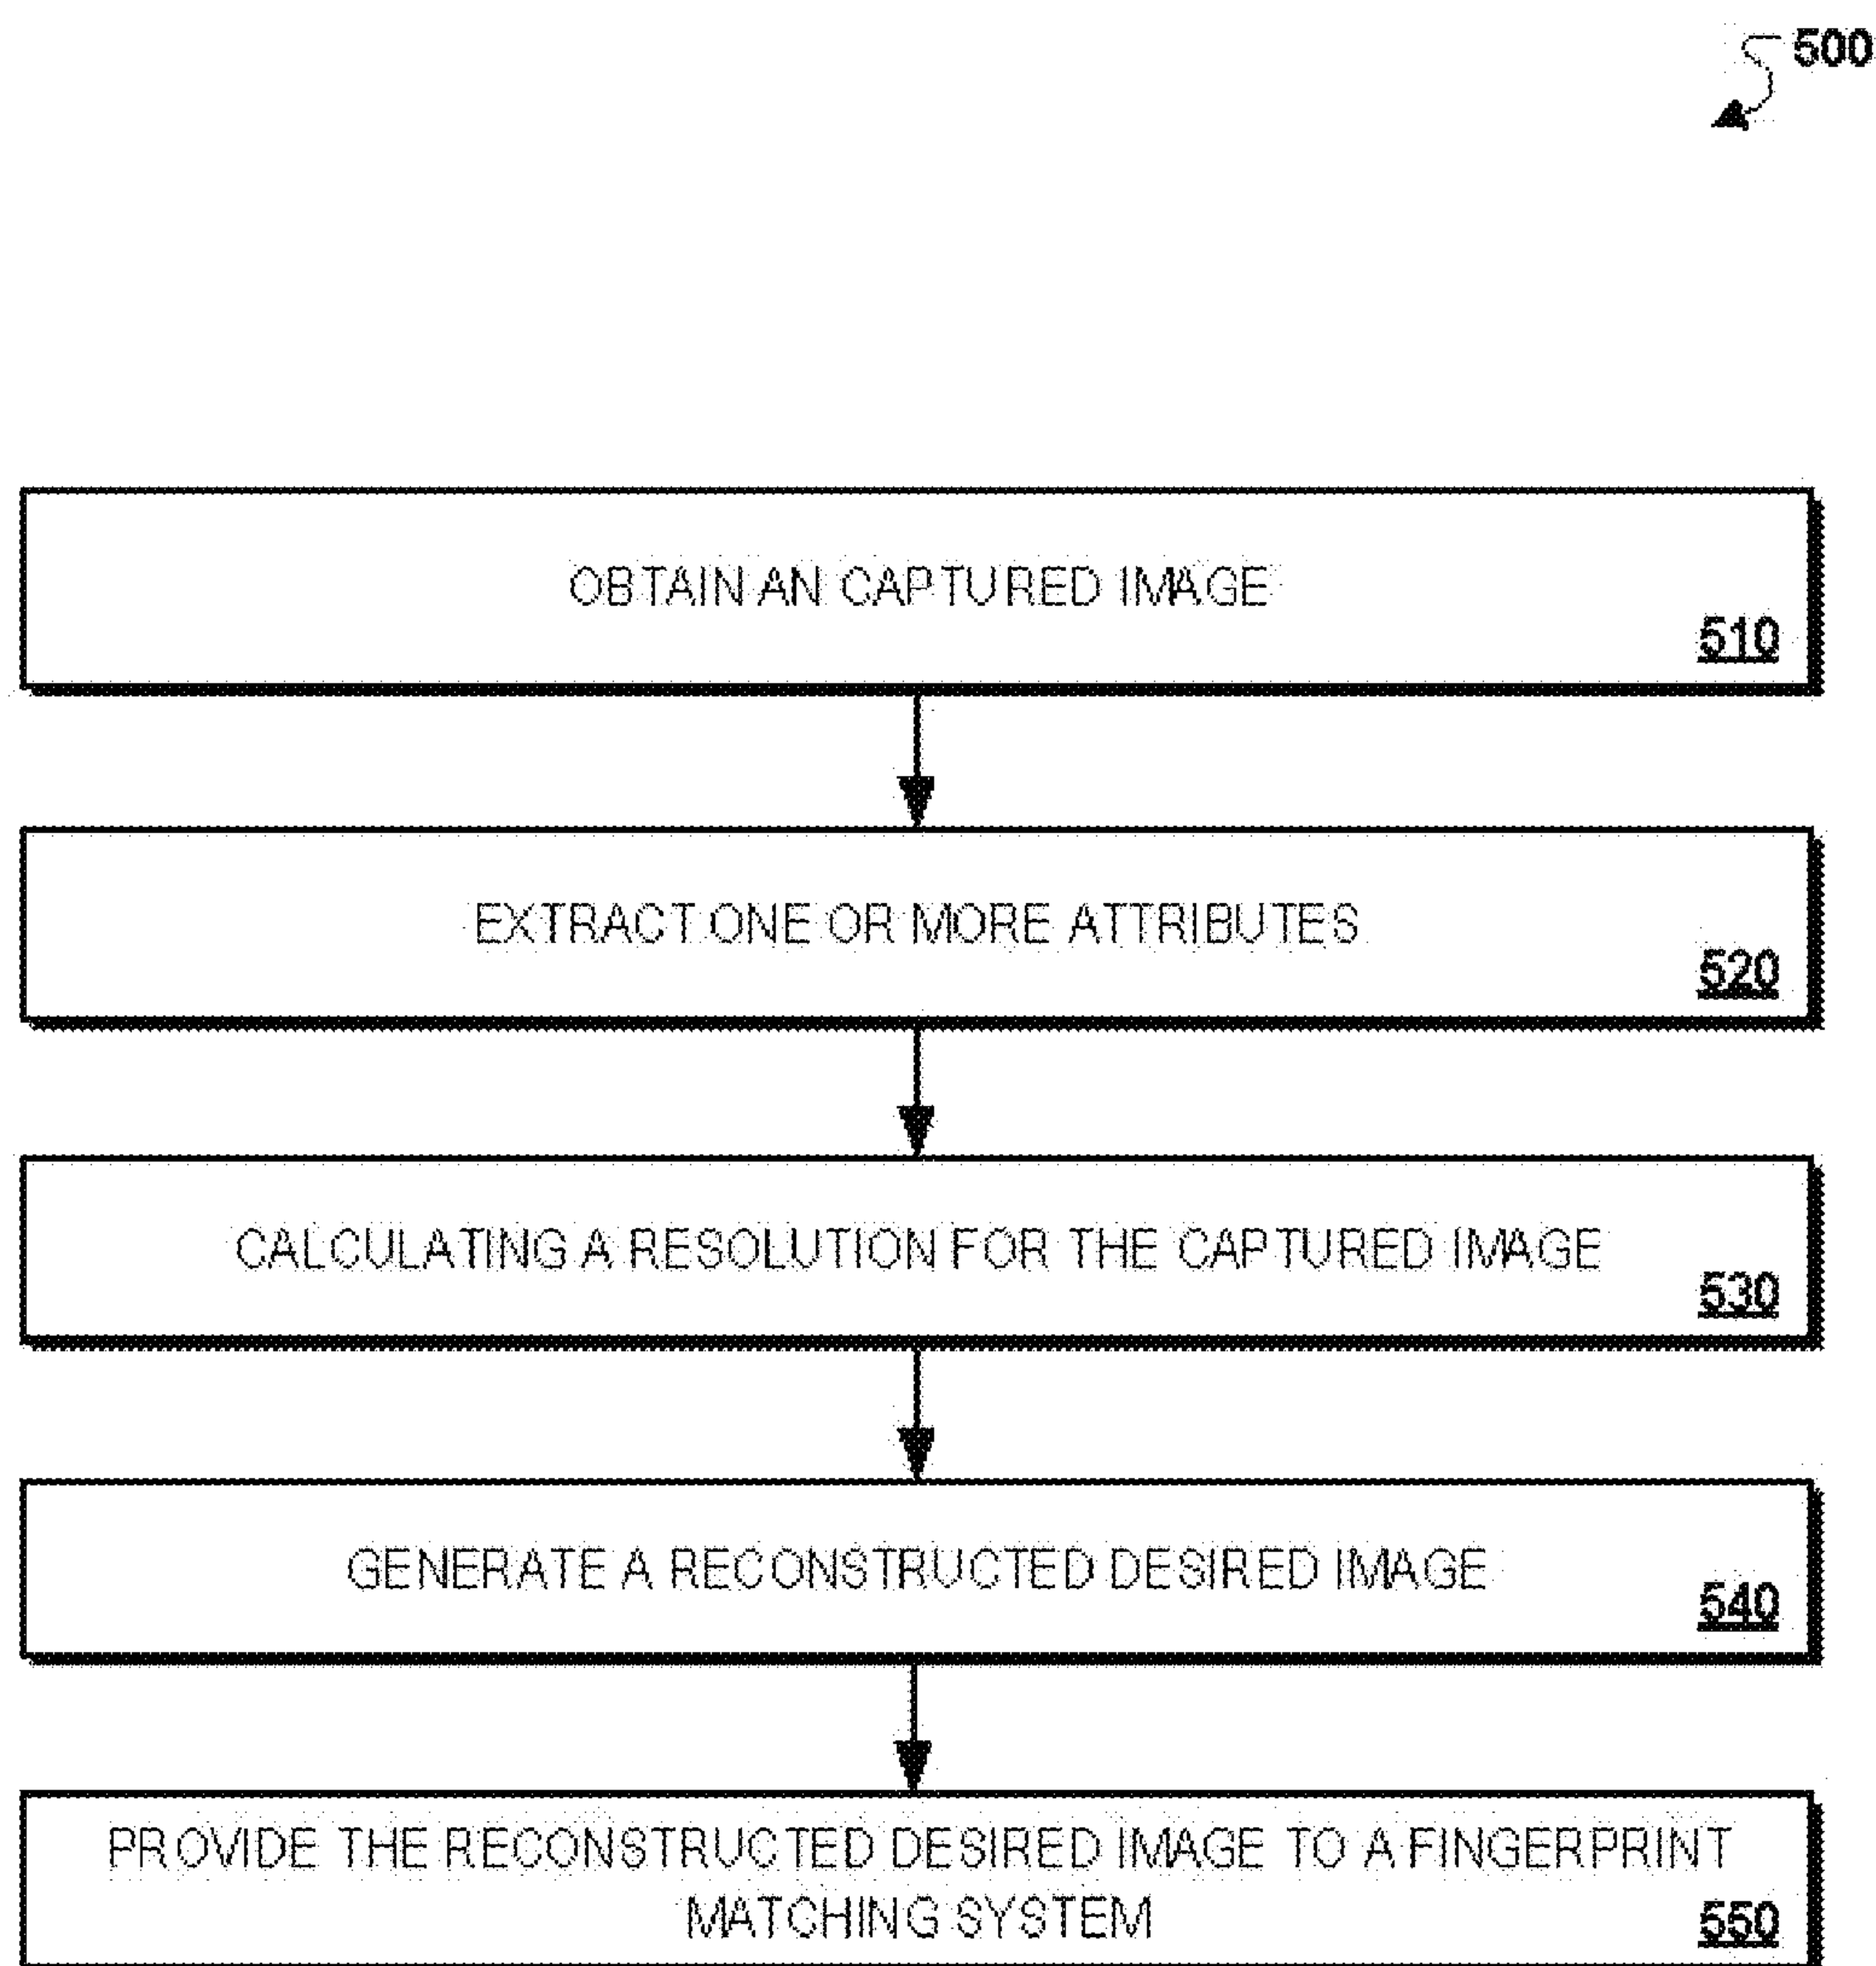 500
OBTAIN AN CAPTURED IMAGE
510
EXTRACT ONE OR MORE ATTRIBUTES
520
CALCULATING A RESOLUTION FOR THE CAPTURED IMAGE
530
GENERATE A RECONSTRUCTED DESIRED IMAGE
540
PROVIDE THE RECONSTRUCTED DESIRED IMAGE TO A FINGERPRINT
MATCHING SYSTEM
550